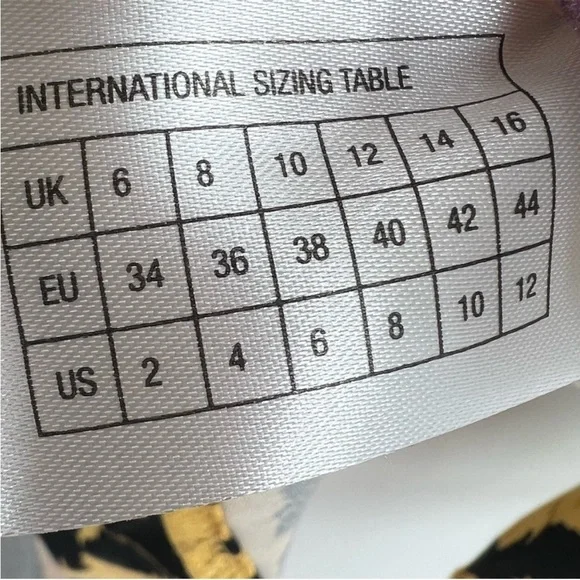 INTERNATIONAL SIZING TABLE
UK 6 8 10 12 14 16
EU 34 36 38 40 42 44
US 2 4 6 8 10 12